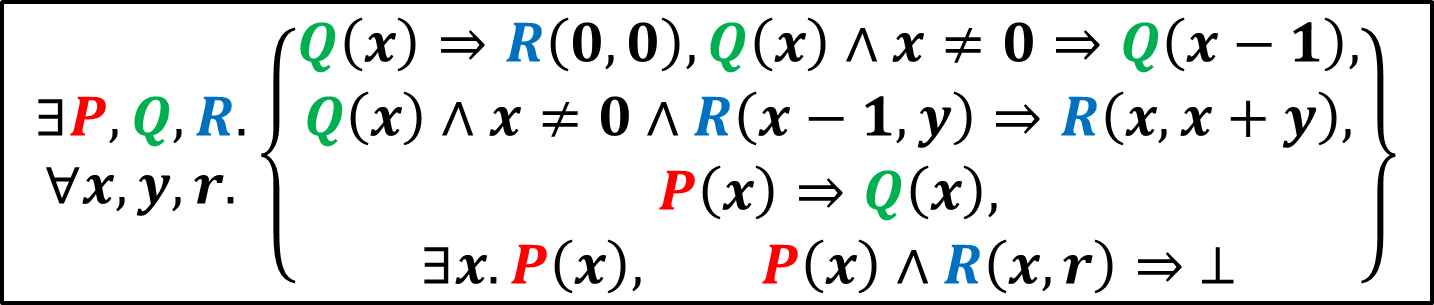 Q(x) ⇒ R(0, 0), Q(x) ∧ x ≠ 0 ⇒ Q(x − 1),
∃P, Q, R. Q(x) ∧ x ≠ 0 ∧ R(x − 1, y) ⇒ R(x, x + y),
∀x, y, r. P(x) ⇒ Q(x),
∃x. P(x), P(x) ∧ R(x, r) ⇒ ⊥